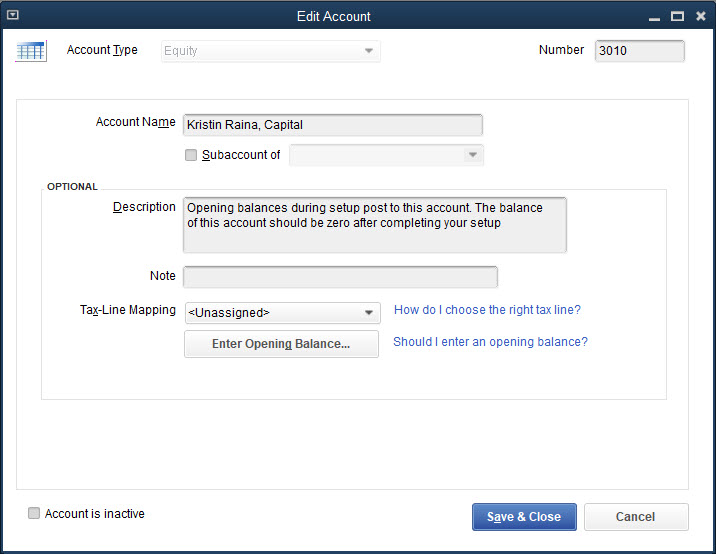 Edit Account
Account Type
Equity
Number
3010
Account Name
Kristin Raina, Capital
Subaccount of
OPTIONAL
Description
Opening balances during setup post to this account. The balance
of this account should be zero after completing your setup
Note
Tax-Line Mapping
<Unassigned>
How do I choose the right tax line?
Enter Opening Balance...
Should I enter an opening balance?
Account is inactive
Save & Close
Cancel